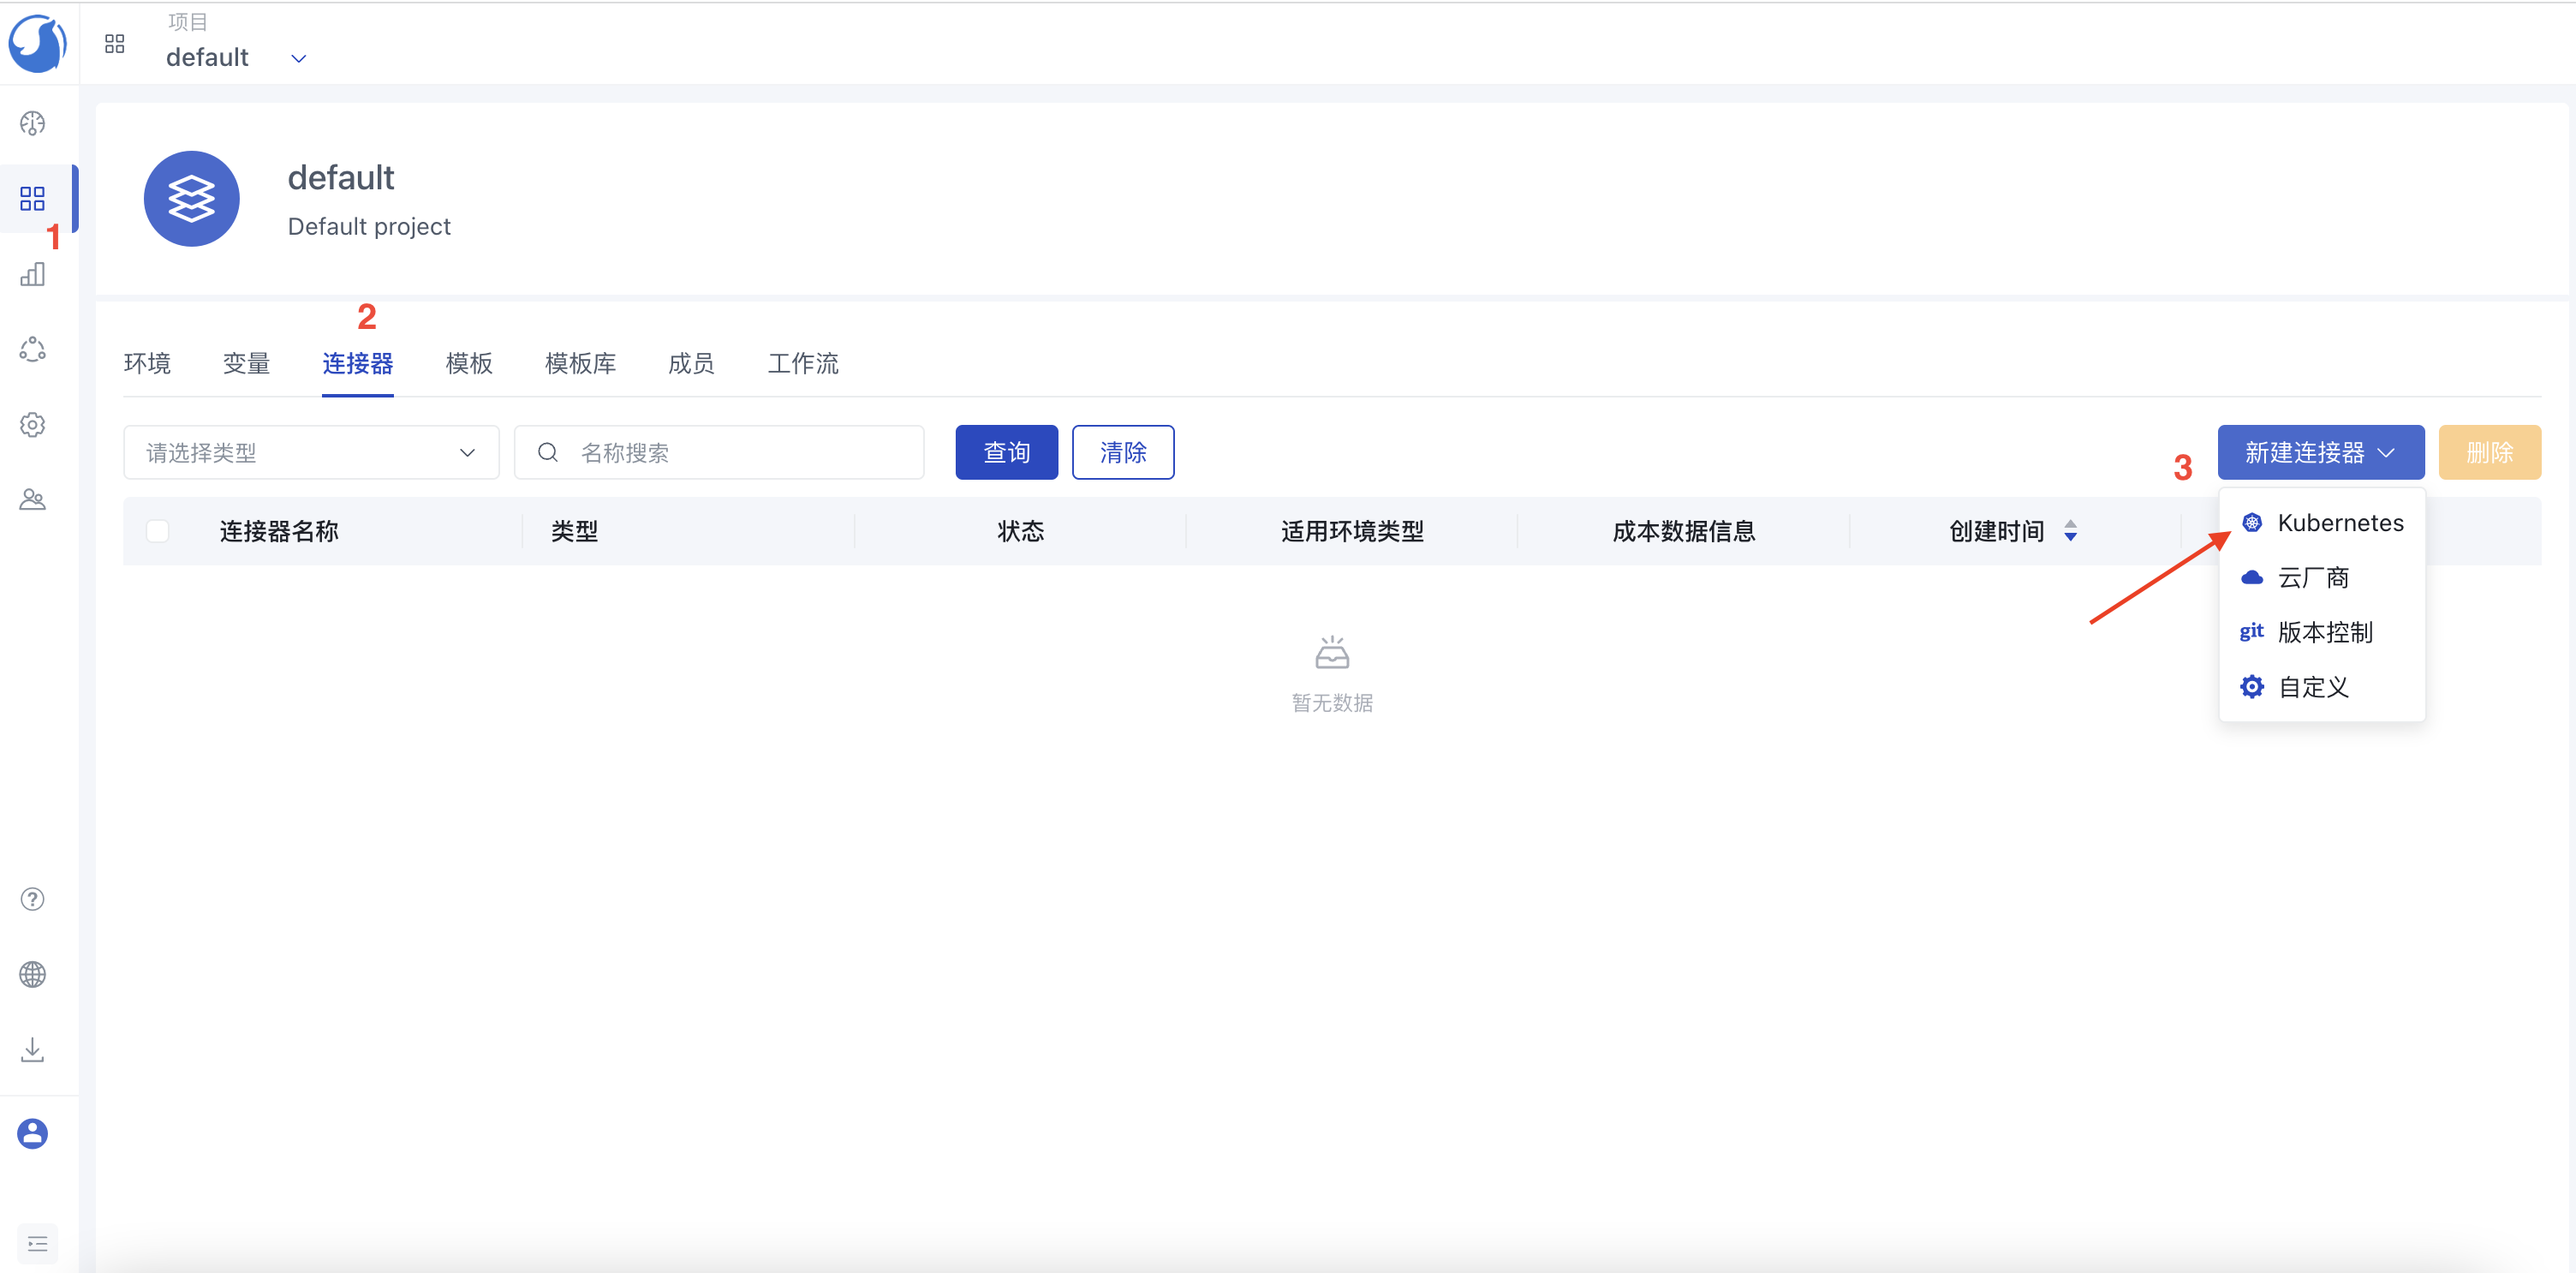 项目
default
default
Default project
1
2
环境 变量 连接器 模板 模板库 成员 工作流
请选择类型 名称搜索 查询 清除 3 新建连接器 删除
连接器名称 类型 状态 适用环境类型 成本数据信息 创建时间
Kubernetes
云厂商
git 版本控制
自定义
暂无数据